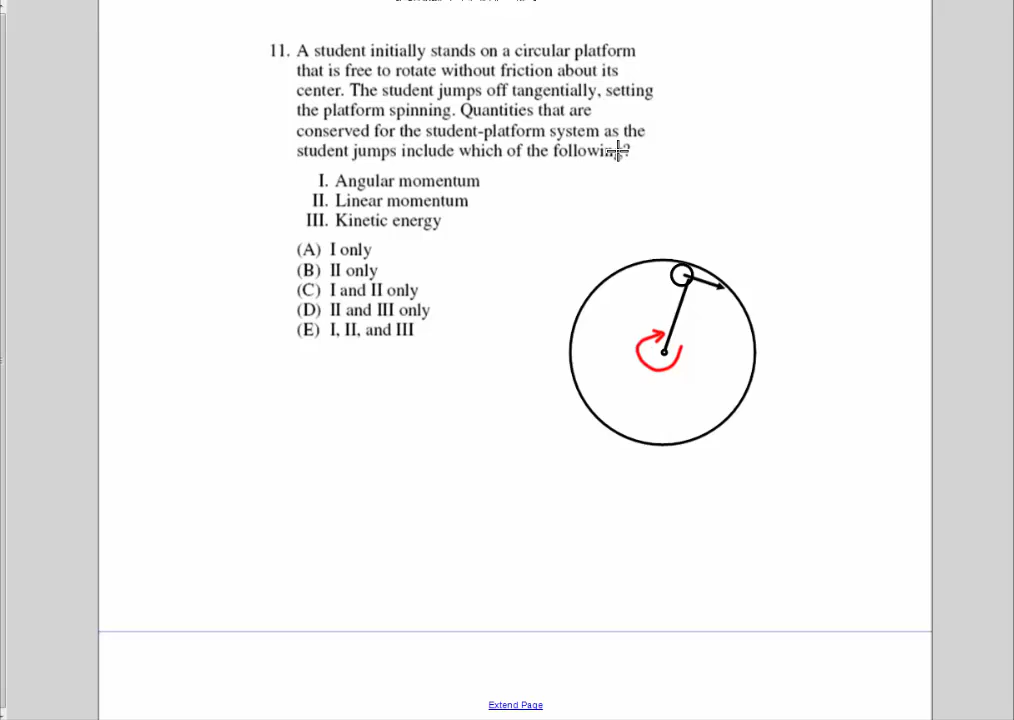 11. A student initially stands on a circular platform
that is free to rotate without friction about its
center. The student jumps off tangentially, setting
the platform spinning. Quantities that are
conserved for the student-platform system as the
student jumps include which of the following?
I. Angular momentum
II. Linear momentum
III. Kinetic energy
(A) I only
(B) II only
(C) I and II only
(D) II and III only
(E) I, II, and III
Extend Page